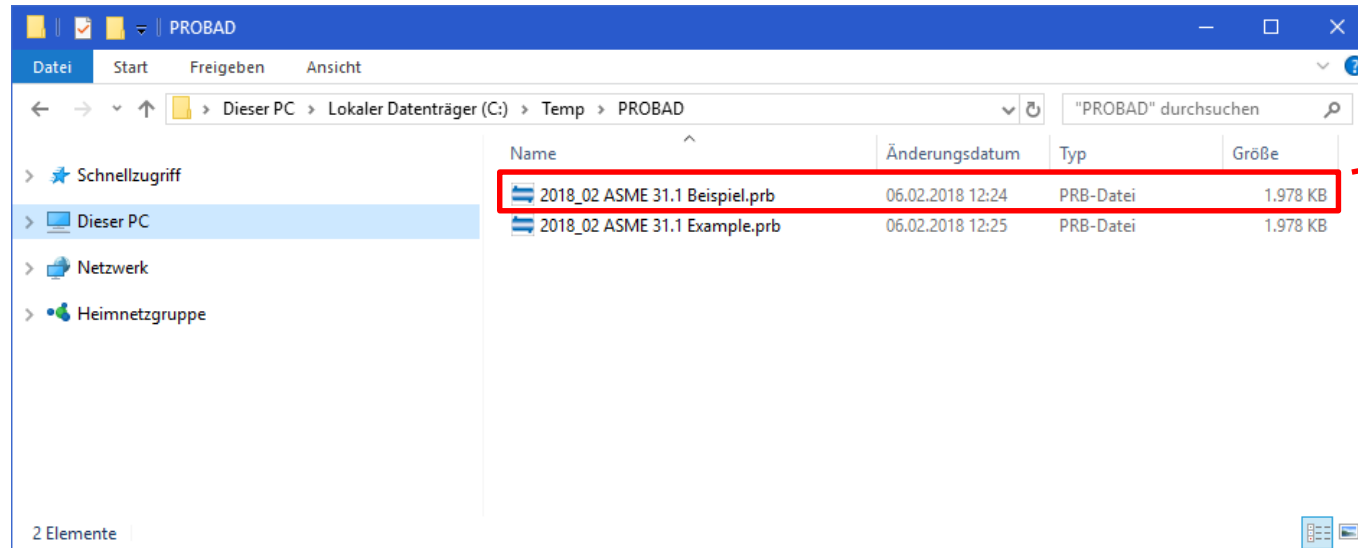 PROBAD
Datei Start Freigeben Ansicht
Dieser PC Lokaler Datenträger (C:) Temp PROBAD "PROBAD" durchsuchen
Name Änderungsdatum Typ Größe
Schnellzugriff
2018_02 ASME 31.1 Beispiel.prb 06.02.2018 12:24 PRB-Datei 1.978 KB
Dieser PC
2018_02 ASME 31.1 Example.prb 06.02.2018 12:25 PRB-Datei 1.978 KB
Netzwerk
Heimnetzgruppe
2 Elemente